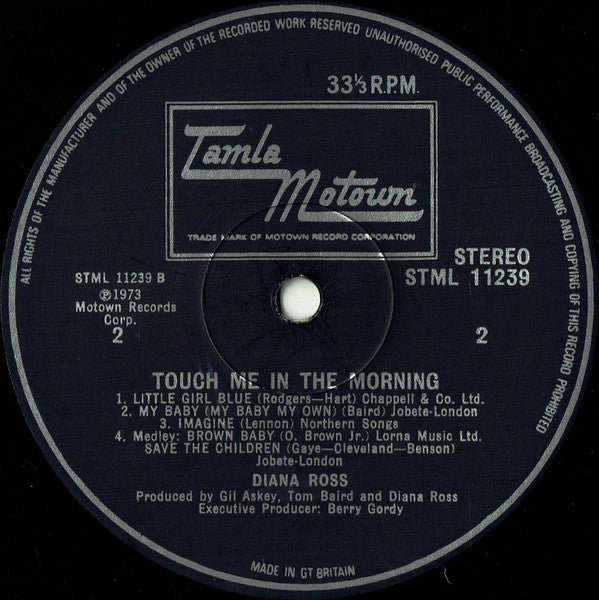 ALL RIGHTS OF THE MANUFACTURER AND OF THE OWNER OF THE RECORDED WORK RESERVED UNAUTHORISED PUBLIC PERFORMANCE BROADCASTING AND COPYING OF THIS RECORD PROHIBITED
33⅓ R.P.M.
Tamla
Motown
TRADE MARK OF MOTOWN RECORD CORPORATION
STEREO
STML 11239
STML 11239 B
℗1973
Motown Records
Corp.
2
2
TOUCH ME IN THE MORNING
1. LITTLE GIRL BLUE (Rodgers—Hart) Chappell & Co. Ltd.
2. MY BABY (MY BABY MY OWN) (Baird) Jobete-London
3. IMAGINE (Lennon) Northern Songs
4. Medley: BROWN BABY (O. Brown Jr.) Lorna Music Ltd.
SAVE THE CHILDREN (Gaye—Cleveland—Benson)
Jobete-London
DIANA ROSS
Produced by Gil Askey, Tom Baird and Diana Ross
Executive Producer: Berry Gordy
MADE IN GT BRITAIN